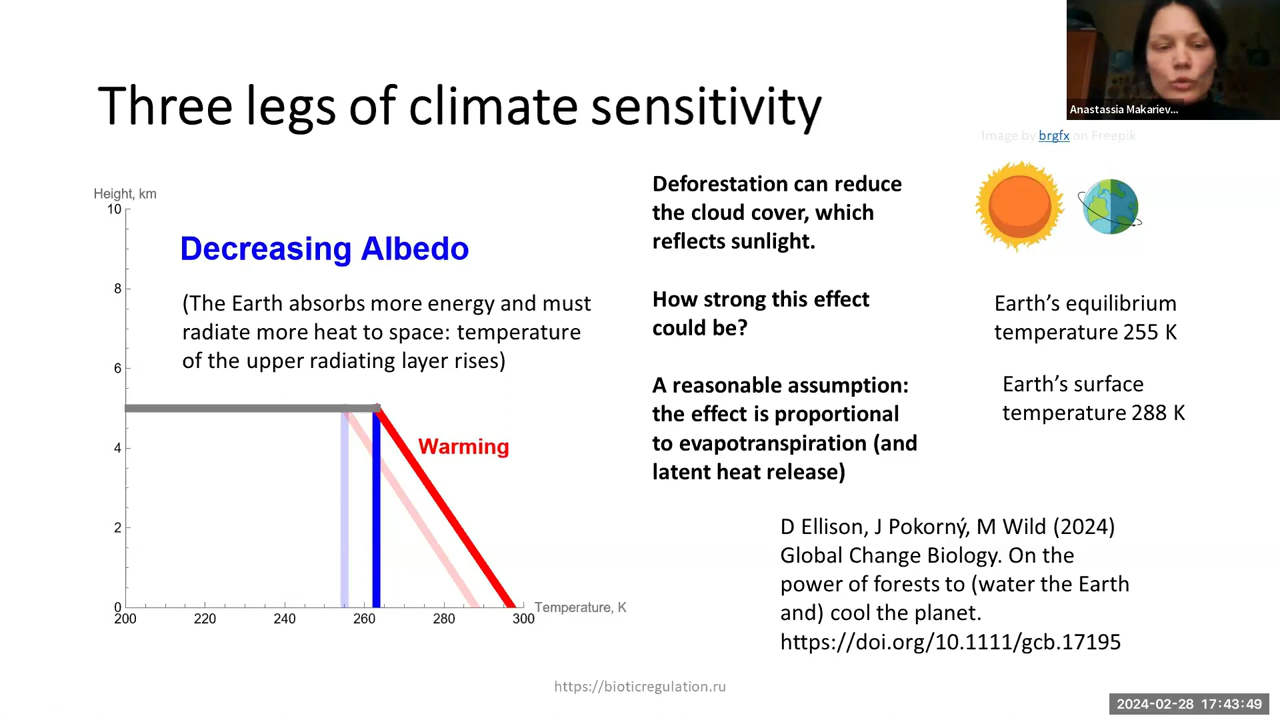 Three legs of climate sensitivity
Anastassia Makariev...
Image by brgfx on Freepik
Height, km
10
8
6
4
2
0
200
220
240
260
280
300
Temperature, K
Decreasing Albedo
(The Earth absorbs more energy and must
radiate more heat to space: temperature
of the upper radiating layer rises)
Warming
Deforestation can reduce
the cloud cover, which
reflects sunlight.
How strong this effect
could be?
A reasonable assumption:
the effect is proportional
to evapotranspiration (and
latent heat release)
Earth’s equilibrium
temperature 255 K
Earth’s surface
temperature 288 K
D Ellison, J Pokorný, M Wild (2024)
Global Change Biology. On the
power of forests to (water the Earth
and) cool the planet.
https://doi.org/10.1111/gcb.17195
https://bioticregulation.ru
2024-02-28 17:43:49